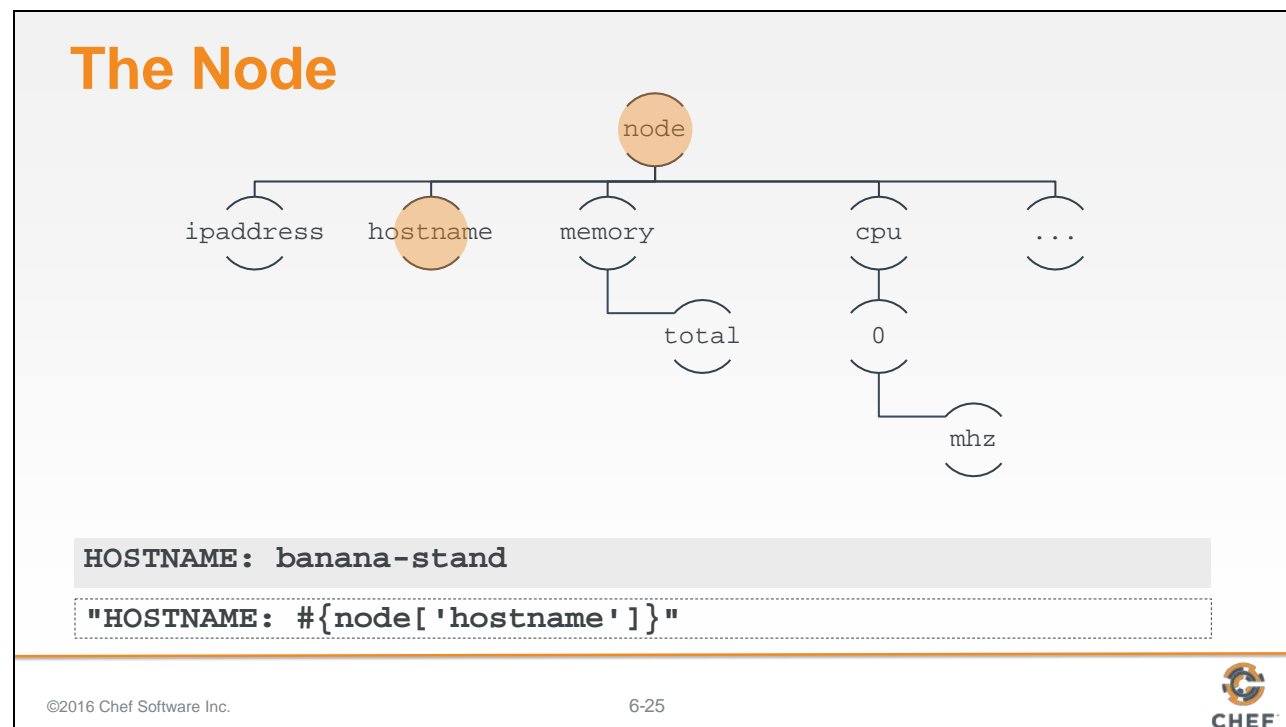 The Node
node
ipaddress hostname memory cpu ...
total 0
mhz
HOSTNAME: banana-stand
"HOSTNAME: #{node['hostname']}"
©2016 Chef Software Inc. 6-25
CHEF